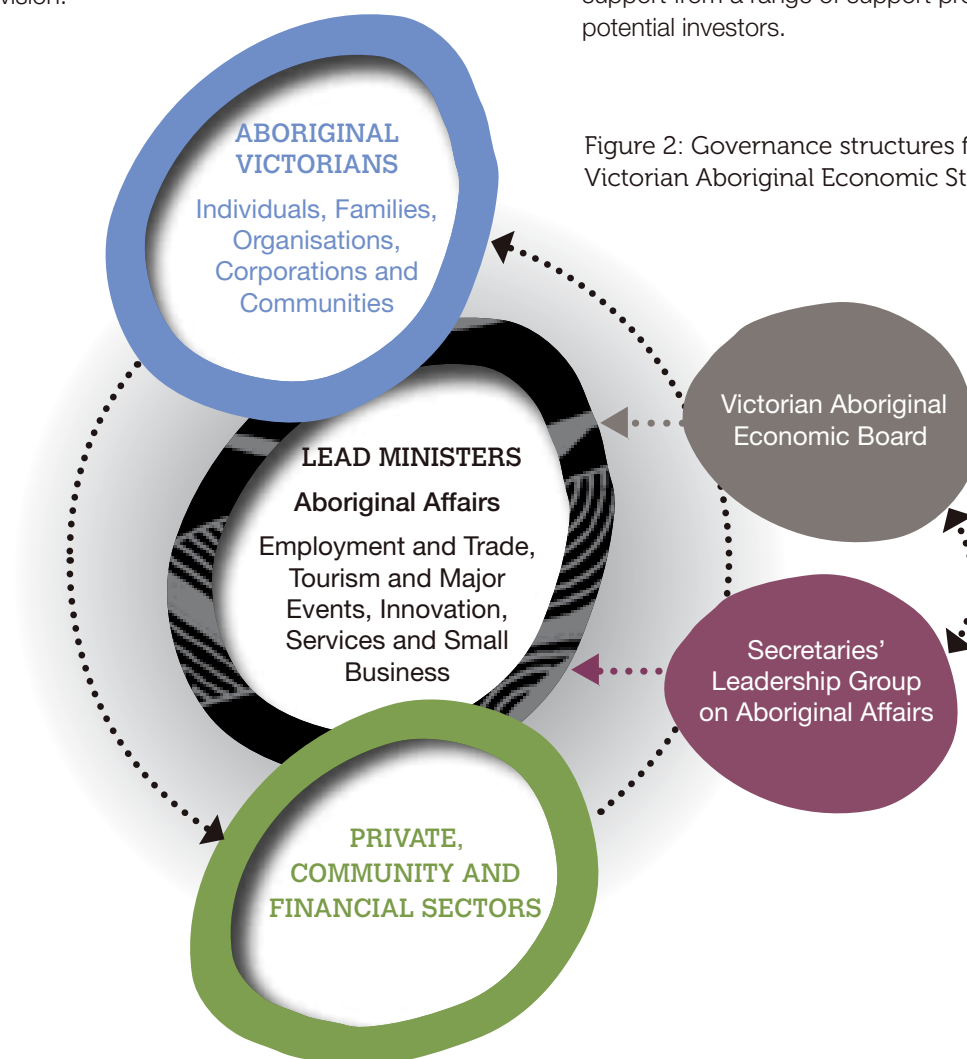 vision.
potential investors.
Figure 2: Governance structures
Victorian Aboriginal Economic
ABORIGINAL
VICTORIANS
Individuals, Families,
Organisations,
Corporations and
Communities
LEAD MINISTERS
Aboriginal Affairs
Employment and Trade,
Tourism and Major
Events, Innovation,
Services and Small
Business
Victorian Aboriginal
Economic Board
Secretaries’
Leadership Group
on Aboriginal Affairs
PRIVATE,
COMMUNITY AND
FINANCIAL SECTORS